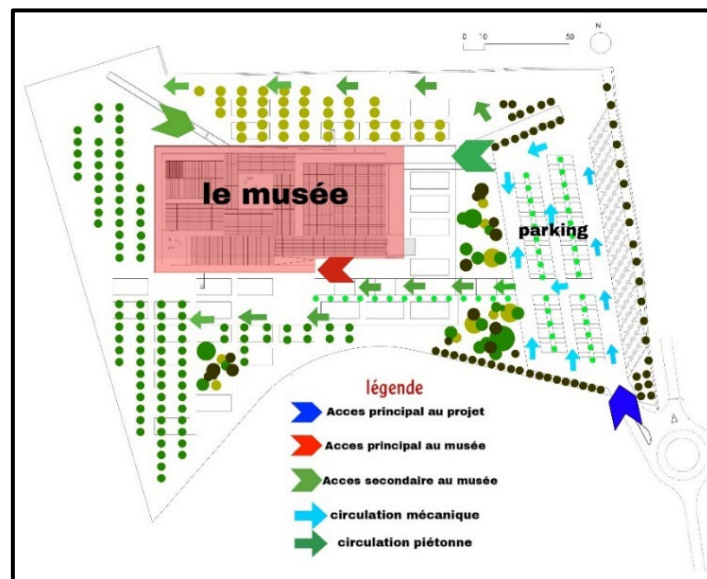 N
0 10 50
le musée
parking
légende
Acces principal au projet
Acces principal au musée
Acces secondaire au musée
circulation mécanique
circulation piétonne